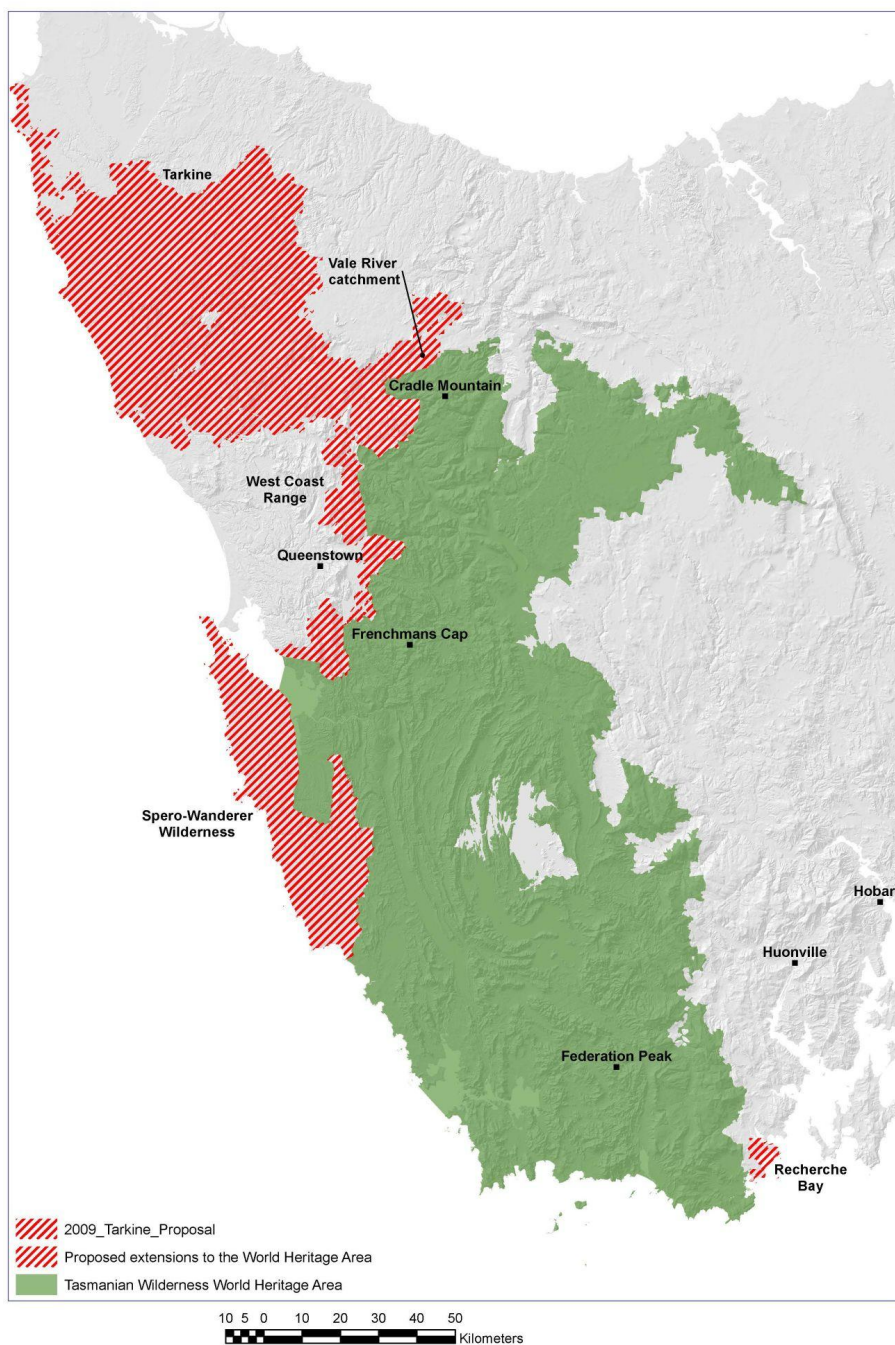 Tarkine
Vale River
catchment
Cradle Mountain
West Coast
Range
Queenstown
Frenchmans Cap
Spero-Wanderer
Wilderness
Hobar
Huonville
Federation Peak
Recherche
Bay
2009_Tarkine_Proposal
Proposed extensions to the World Heritage Area
Tasmanian Wilderness World Heritage Area
10 5 0 10 20 30 40 50
Kilometers